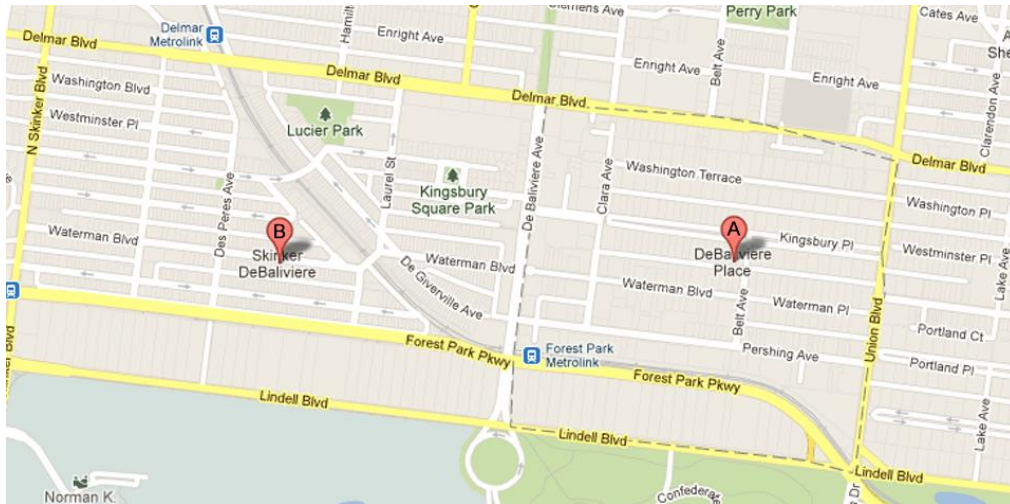 Delmar
Metrolink
Delmar Blvd
Enright Ave
Clemens Ave
Perry Park
Cates Ave
Washington Blvd
Westminster Pl
N Skinker Blvd
Delmar Blvd
Delmar Blvd.
Enright Ave
Belt Ave
Enright Ave
Clarendon Ave
Lucier Park
Delmar Blvd
Laurel St
Kingsbury
Square Park
De Baliviere Ave
Clara Ave
Washington Terrace
Washington Pl
Des Peres Ave
Waterman Blvd
B
Skinker
DeBaliviere
A
DeBaliviere
Place
Kingsbury Pl
Westminster Pl
Lake Ave
Waterman Blvd
De Giverville Ave
Waterman Blvd
Belt Ave
Waterman Pl
Union Blvd
Portland Ct
Portland Pl
Pershing Ave
Forest Park Pkwy
Forest Park
Metrolink
Forest Park Pkwy
Lindell Blvd
Lindell Blvd
Lake Ave
Lindell Blvd
Norman K.
Confederate
Dr